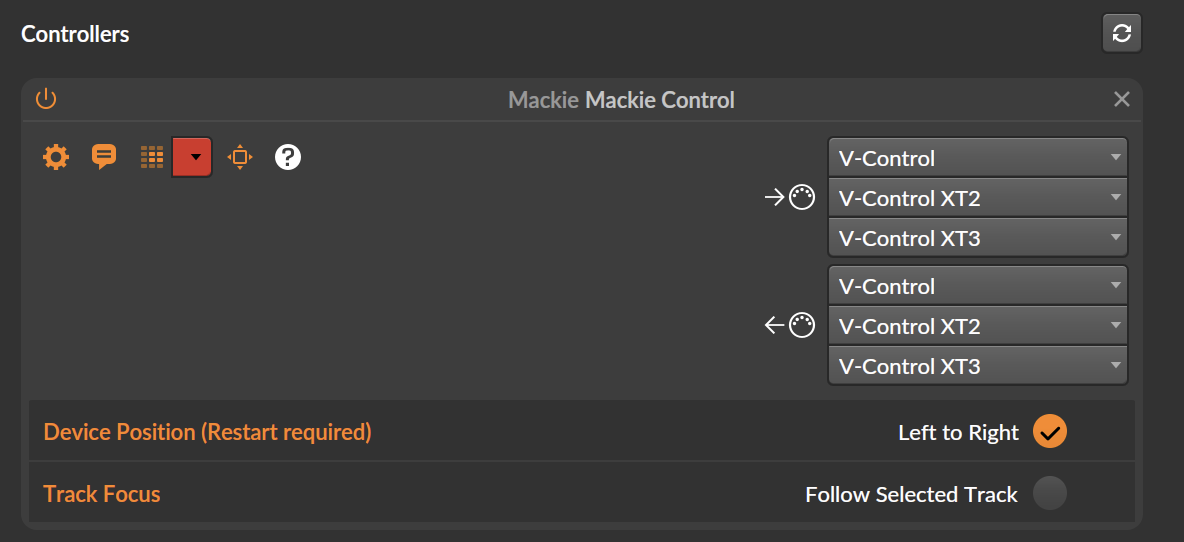 Controllers
Mackie Mackie Control
V-Control
V-Control XT2
V-Control XT3
V-Control
V-Control XT2
V-Control XT3
Device Position (Restart required) Left to Right
Track Focus Follow Selected Track